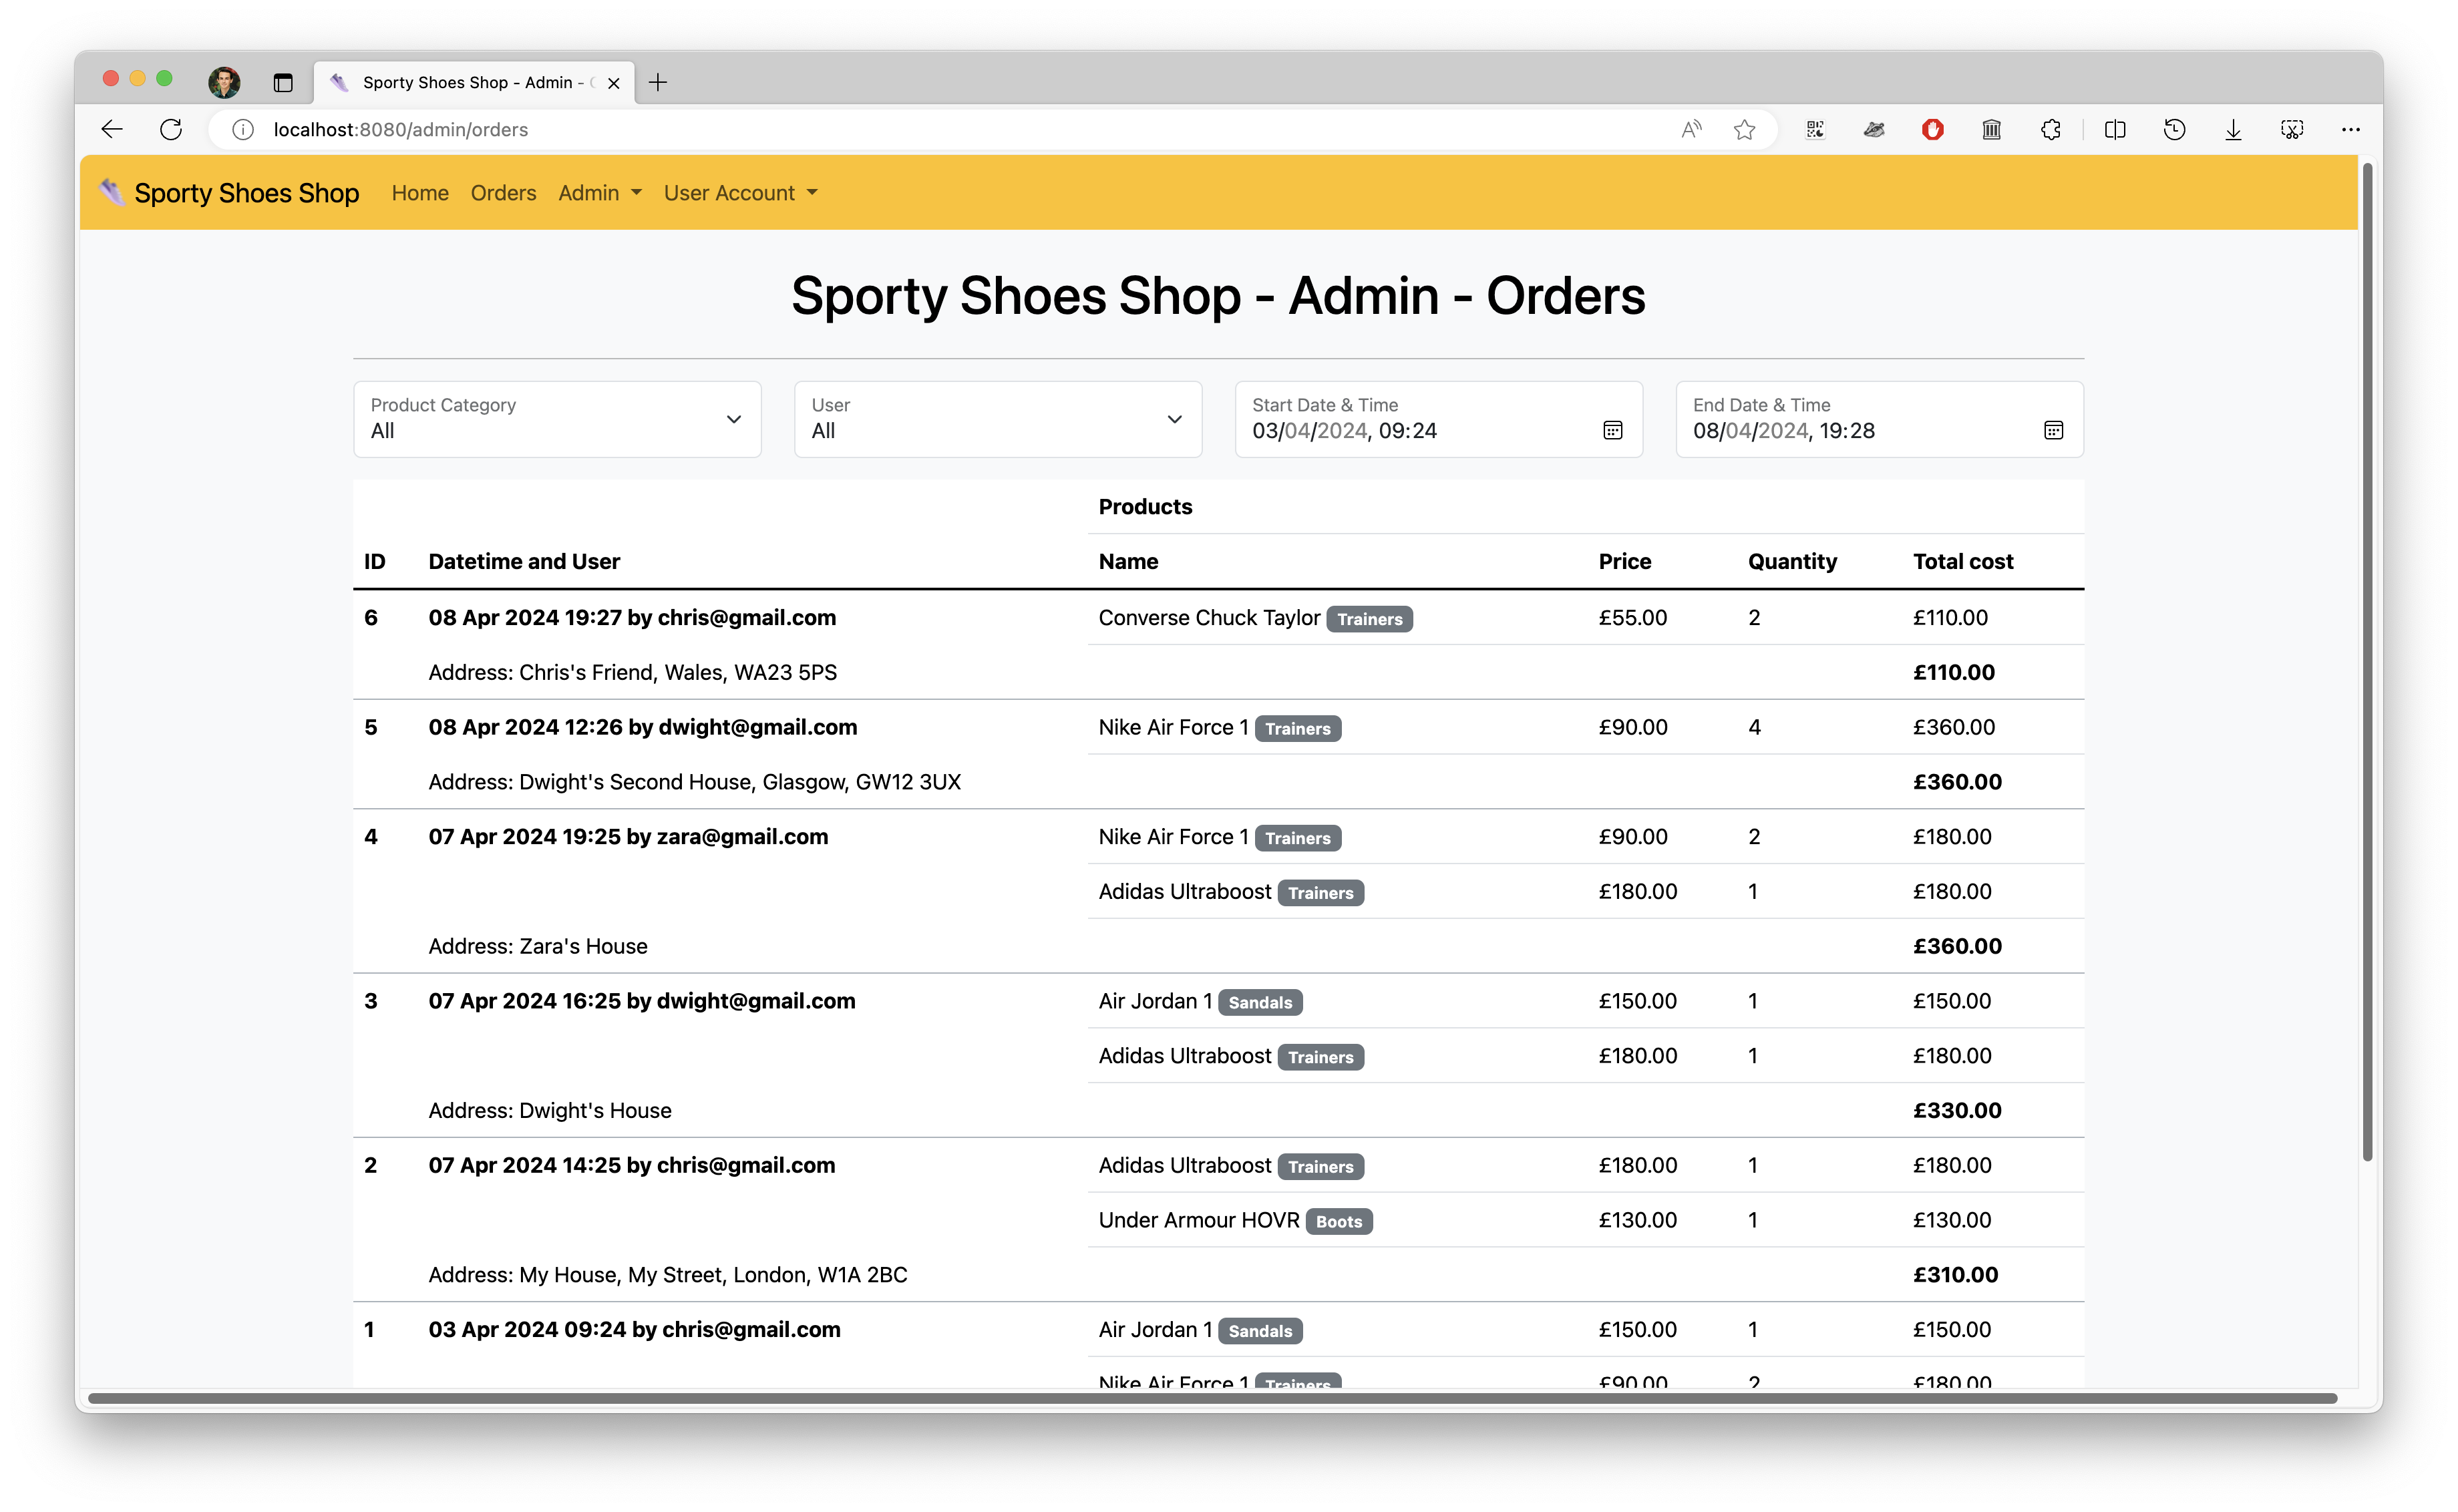 Sporty Shoes Shop - Admin -
localhost:8080/admin/orders
Sporty Shoes Shop Home Orders Admin User Account
Sporty Shoes Shop - Admin - Orders
Product Category User Start Date & Time End Date & Time
All All 03/04/2024, 09:24 08/04/2024, 19:28
Products
ID Datetime and User Name Price Quantity Total cost
6 08 Apr 2024 19:27 by chris@gmail.com Converse Chuck Taylor Trainers £55.00 2 £110.00
Address: Chris's Friend, Wales, WA23 5PS £110.00
5 08 Apr 2024 12:26 by dwight@gmail.com Nike Air Force 1 Trainers £90.00 4 £360.00
Address: Dwight's Second House, Glasgow, GW12 3UX £360.00
4 07 Apr 2024 19:25 by zara@gmail.com Nike Air Force 1 Trainers £90.00 2 £180.00
Adidas Ultraboost Trainers £180.00 1 £180.00
Address: Zara's House £360.00
3 07 Apr 2024 16:25 by dwight@gmail.com Air Jordan 1 Sandals £150.00 1 £150.00
Adidas Ultraboost Trainers £180.00 1 £180.00
Address: Dwight's House £330.00
2 07 Apr 2024 14:25 by chris@gmail.com Adidas Ultraboost Trainers £180.00 1 £180.00
Under Armour HOVR Boots £130.00 1 £130.00
Address: My House, My Street, London, W1A 2BC £310.00
1 03 Apr 2024 09:24 by chris@gmail.com Air Jordan 1 Sandals £150.00 1 £150.00
Nike Air Force 1 Trainers £90.00 2 £180.00